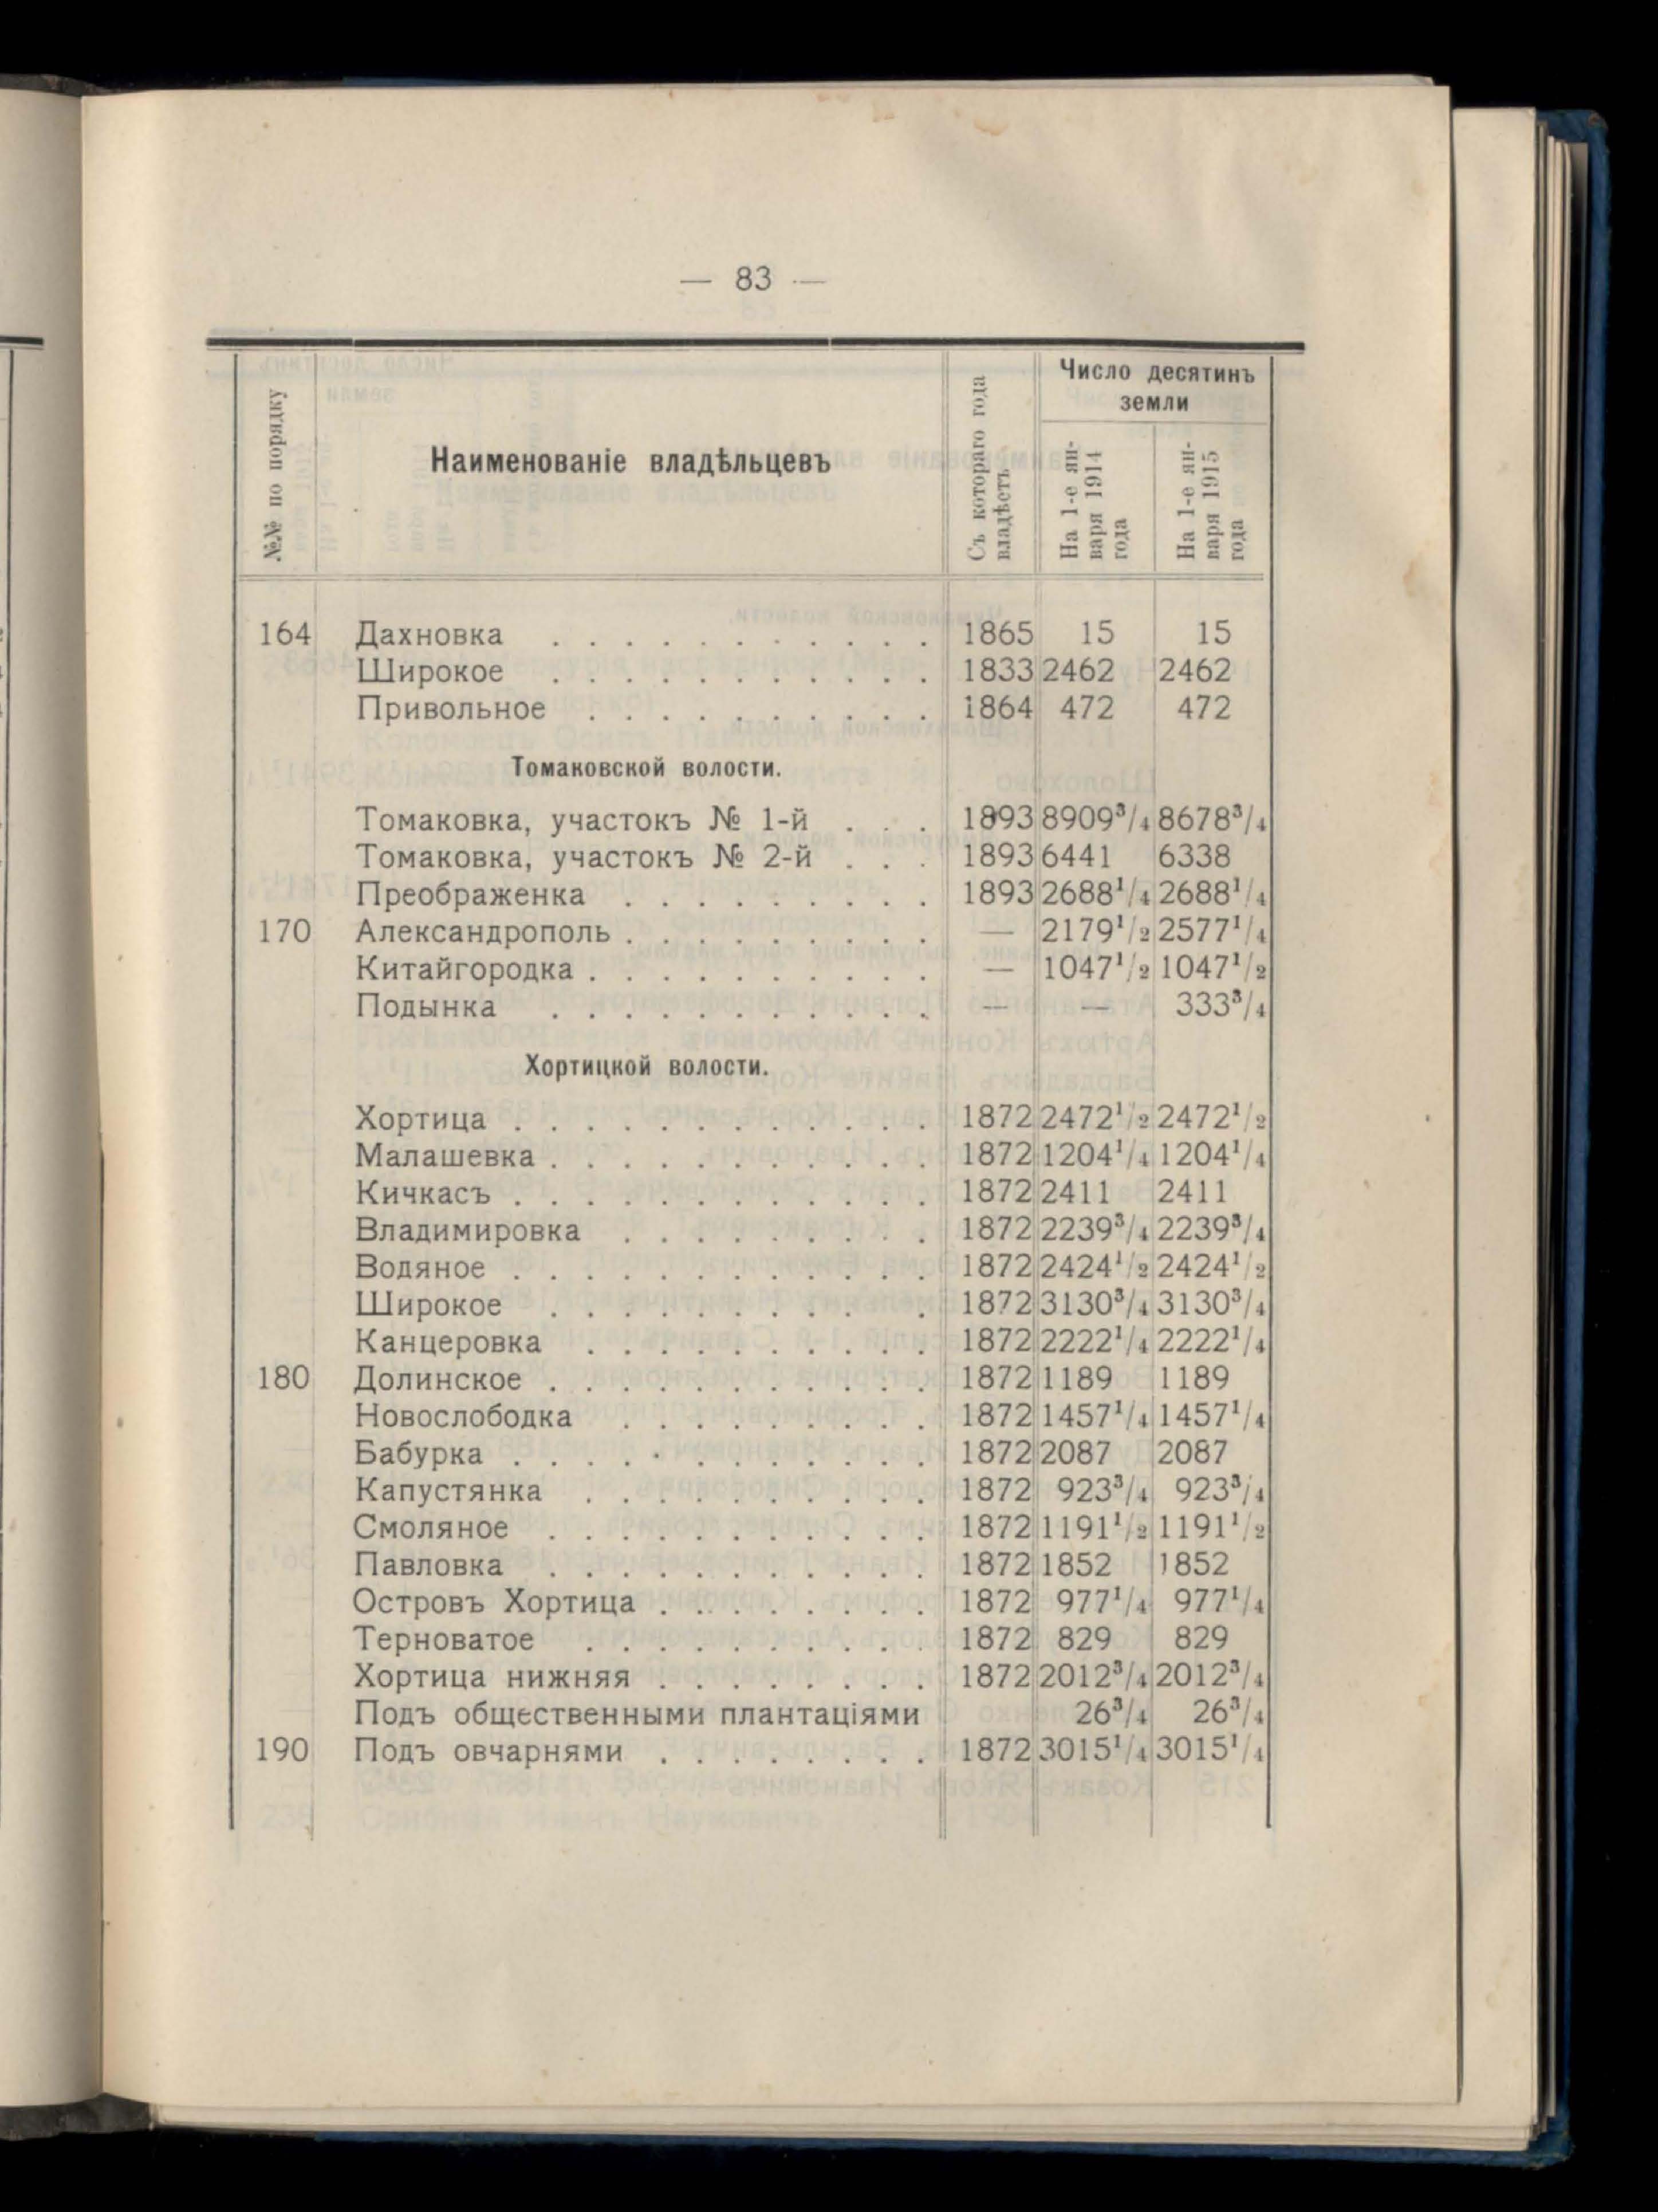 — 83 —
№№ по порядку
Наименованіе владѣльцевъ
Съ котораго года
владѣетъ
Число десятинъ
земли
На 1-е ян-
варя 1914
года
На 1-е ян-
варя 1915
года
164 Дахновка . . . . . . . . . . . 1865 15 15
Широкое . . . . . . . . . . . 1833 2462 2462
Привольное . . . . . . . . . . 1864 472 472
Томаковской волости.
Томаковка, участокъ № 1-й . . . 1893 8909³/₄ 8678³/₄
Томаковка, участокъ № 2-й . . . 1893 6441 6338
Преображенка . . . . . . . . . 1893 2688¹/₄ 2688¹/₄
170 Александрополь . . . . . . . . . — 2179¹/₂ 2577¹/₄
Китайгородка . . . . . . . . . . — 1047¹/₂ 1047¹/₂
Подынка . . . . . . . . . . . — — 333³/₄
Хортицкой волости.
Хортица . . . . . . . . . . . . 1872 2472¹/₂ 2472¹/₂
Малашевка . . . . . . . . . . . 1872 1204¹/₄ 1204¹/₄
Кичкасъ . . . . . . . . . . . . 1872 2411 2411
Владимировка . . . . . . . . . 1872 2239³/₄ 2239³/₄
Водяное . . . . . . . . . . . . 1872 2424¹/₂ 2424¹/₂
Широкое . . . . . . . . . . . 1872 3130³/₄ 3130³/₄
Канцеровка . . . . . . . . . . 1872 2222¹/₄ 2222¹/₄
180 Долинское . . . . . . . . . . . 1872 1189 1189
Новослободка . . . . . . . . . 1872 1457¹/₄ 1457¹/₄
Бабурка . . . . . . . . . . . . 1872 2087 2087
Капустянка . . . . . . . . . . 1872 923³/₄ 923³/₄
Смоляное . . . . . . . . . . . 1872 1191¹/₂ 1191¹/₂
Павловка . . . . . . . . . . . 1872 1852 1852
Островъ Хортица . . . . . . . . 1872 977¹/₄ 977¹/₄
Терноватое . . . . . . . . . . 1872 829 829
Хортица нижняя . . . . . . . . 1872 2012³/₄ 2012³/₄
Подъ общественными плантаціями 26³/₄ 26³/₄
190 Подъ овчарнями . . . . . . . . 1872 3015¹/₄ 3015¹/₄